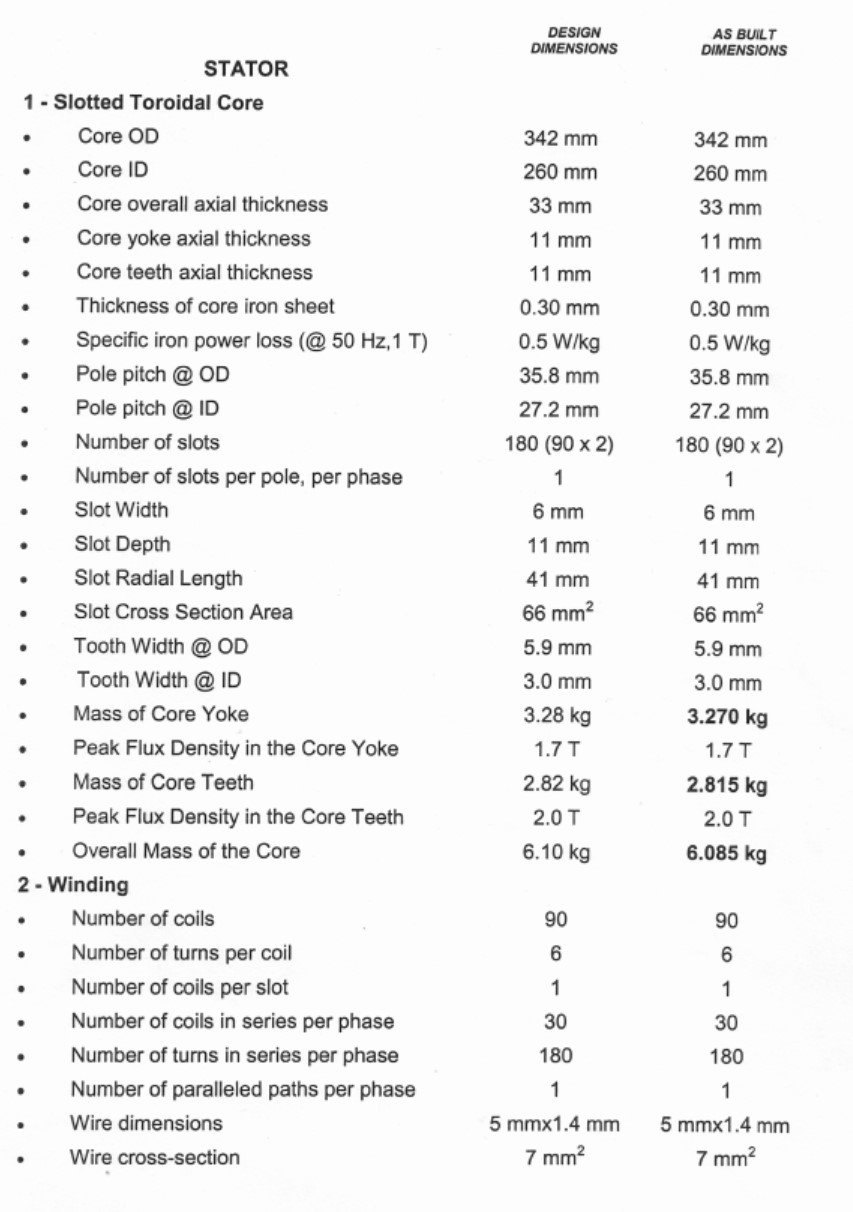 DESIGN DIMENSIONS AS BUILT DIMENSIONS
STATOR
1 - Slotted Toroidal Core
• Core OD 342 mm 342 mm
• Core ID 260 mm 260 mm
• Core overall axial thickness 33 mm 33 mm
• Core yoke axial thickness 11 mm 11 mm
• Core teeth axial thickness 11 mm 11 mm
• Thickness of core iron sheet 0.30 mm 0.30 mm
• Specific iron power loss (@ 50 Hz,1 T) 0.5 W/kg 0.5 W/kg
• Pole pitch @ OD 35.8 mm 35.8 mm
• Pole pitch @ ID 27.2 mm 27.2 mm
• Number of slots 180 (90 x 2) 180 (90 x 2)
• Number of slots per pole, per phase 1 1
• Slot Width 6 mm 6 mm
• Slot Depth 11 mm 11 mm
• Slot Radial Length 41 mm 41 mm
• Slot Cross Section Area 66 mm² 66 mm²
• Tooth Width @ OD 5.9 mm 5.9 mm
• Tooth Width @ ID 3.0 mm 3.0 mm
• Mass of Core Yoke 3.28 kg 3.270 kg
• Peak Flux Density in the Core Yoke 1.7 T 1.7 T
• Mass of Core Teeth 2.82 kg 2.815 kg
• Peak Flux Density in the Core Teeth 2.0 T 2.0 T
• Overall Mass of the Core 6.10 kg 6.085 kg
2 - Winding
• Number of coils 90 90
• Number of turns per coil 6 6
• Number of coils per slot 1 1
• Number of coils in series per phase 30 30
• Number of turns in series per phase 180 180
• Number of paralleled paths per phase 1 1
• Wire dimensions 5 mmx1.4 mm 5 mmx1.4 mm
• Wire cross-section 7 mm² 7 mm²